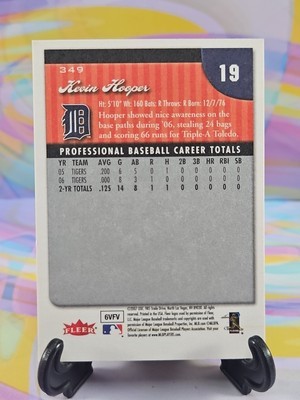 349
19
Kevin Hooper
Ht: 5'10" Wt: 160 Bats: R Throws: R Born: 12/7/76
Hooper showed nice awareness on the
base paths during '06, stealing 24 bags
and scoring 66 runs for Triple-A Toledo.
PROFESSIONAL BASEBALL CAREER TOTALS
YR TEAM AVG G AB R H 2B 3B HR RBI SB
05 TIGERS .200 6 5 0 1 0 0 0 0 0
06 TIGERS .000 8 3 1 0 0 0 0 0 0
2-YR TOTALS .125 14 8 1 1 0 0 0 0 0
FLEER
6VFV